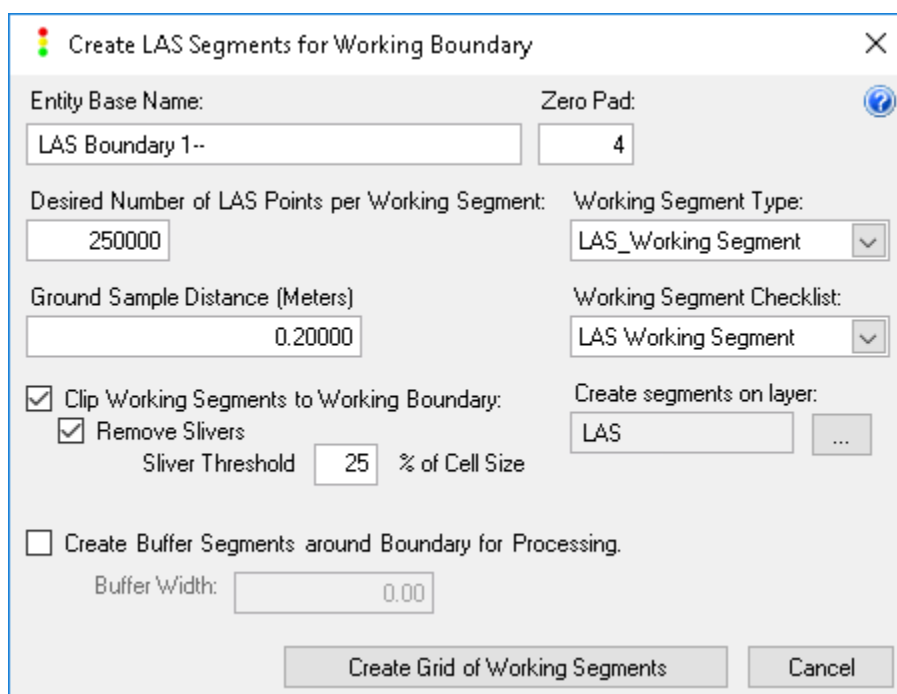 Create LAS Segments for Working Boundary
Entity Base Name: Zero Pad:
LAS Boundary 1-- 4
Desired Number of LAS Points per Working Segment: Working Segment Type:
250000 LAS_Working Segment
Ground Sample Distance (Meters) Working Segment Checklist:
0.20000 LAS Working Segment
Clip Working Segments to Working Boundary: Create segments on layer:
Remove Slivers LAS ...
Sliver Threshold 25 % of Cell Size
Create Buffer Segments around Boundary for Processing.
Buffer Width: 0.00
Create Grid of Working Segments Cancel